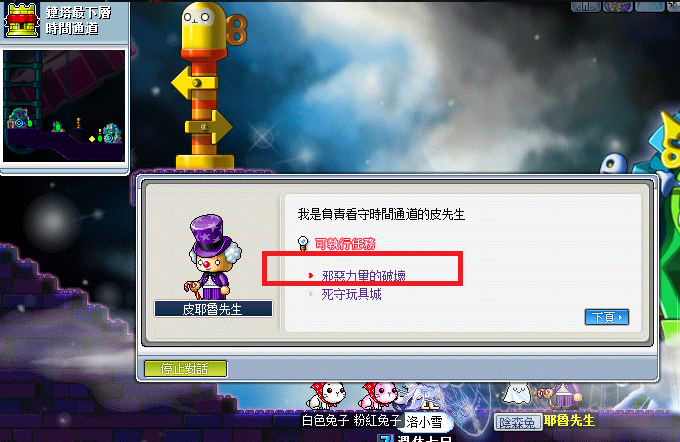 鐘塔最下層
時間通道
我是負責看守時間通道的皮先生
可執行任務
邪惡力量的破壞
死守玩具城
皮耶魯先生
下頁
停止對話
白色兔子 粉紅兔子 洛小雪 陰森兔 耶魯先生